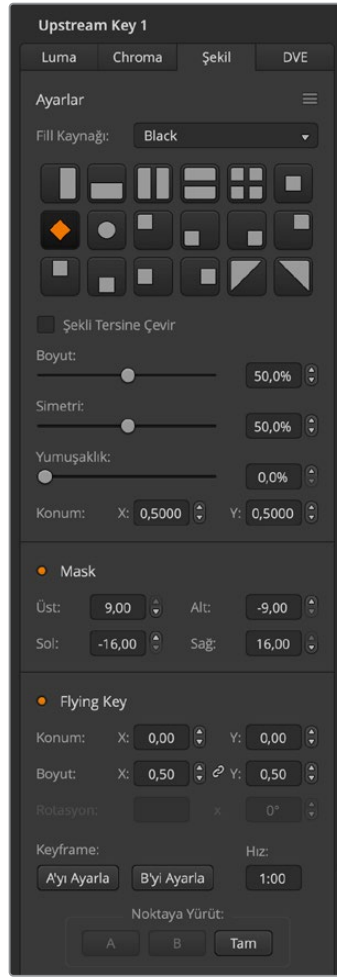 Upstream Key 1
Luma Chroma Şekil DVE
Ayarlar
Fill Kaynağı: Black
Şekli Tersine Çevir
Boyut:
50,0%
Simetri:
50,0%
Yumuşaklık:
0,0%
Konum: X: 0,5000 Y: 0,5000
Mask
Üst: 9,00 Alt: -9,00
Sol: -16,00 Sağ: 16,00
Flying Key
Konum: X: 0,00 Y: 0,00
Boyut: X: 0,50 Y: 0,50
Rotasyon: x 0°
Keyframe: Hız:
A'yı Ayarla B'yi Ayarla 1:00
Noktaya Yürüt:
A B Tam